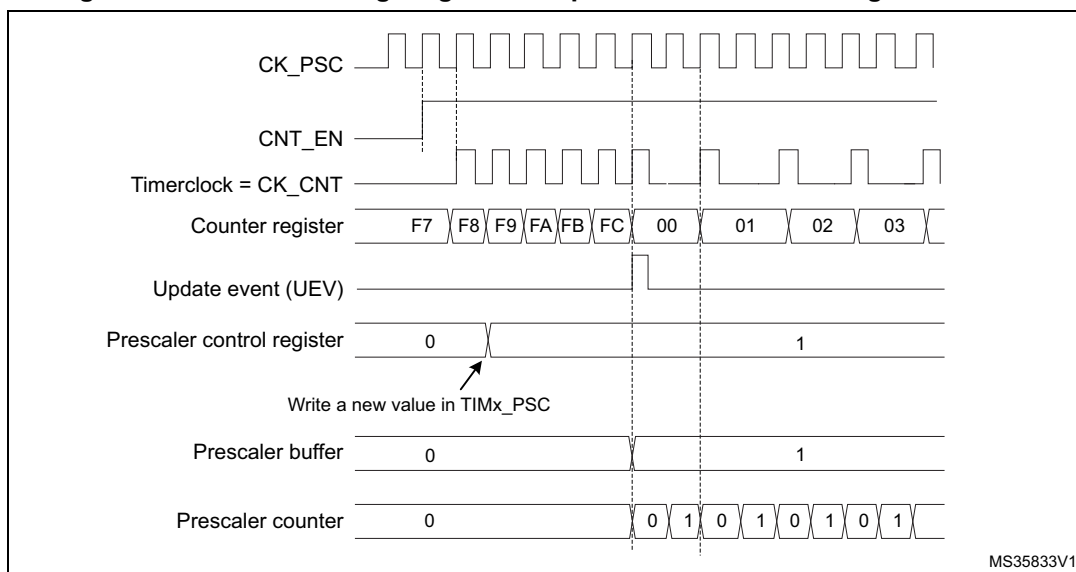 CK_PSC
CNT_EN
Timerclock = CK_CNT
Counter register F7 F8 F9 FA FB FC 00 01 02 03
Update event (UEV)
Prescaler control register 0 1
Write a new value in TIMx_PSC
Prescaler buffer 0 1
Prescaler counter 0 0 1 0 1 0 1 0 1
MS35833V1